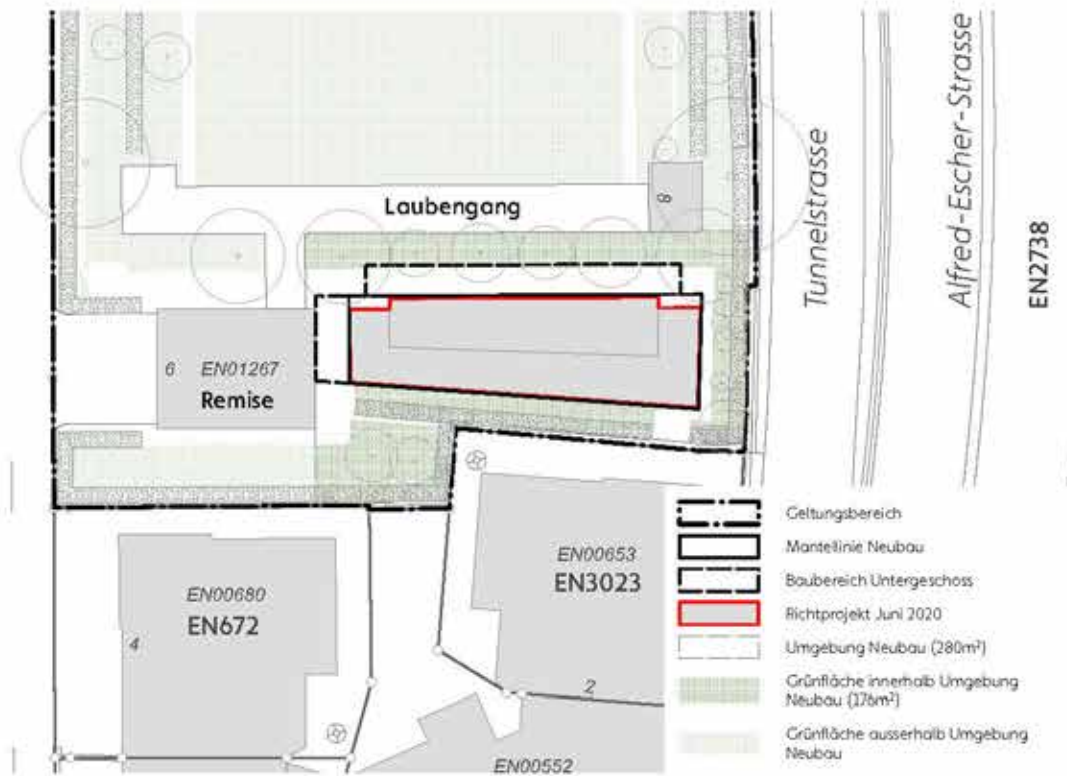 Laubengang
8
Tunnelstrasse
Alfred-Escher-Strasse
EN2738
6 EN01267
Remise
EN00680
EN672
4
EN00653
EN3023
2
EN00552
Geltungsbereich
Mantellinie Neubau
Baubereich Untergeschoss
Richtprojekt Juni 2020
Umgebung Neubau (280m²)
Grünfläche innerhalb Umgebung
Neubau (176m²)
Grünfläche ausserhalb Umgebung
Neubau